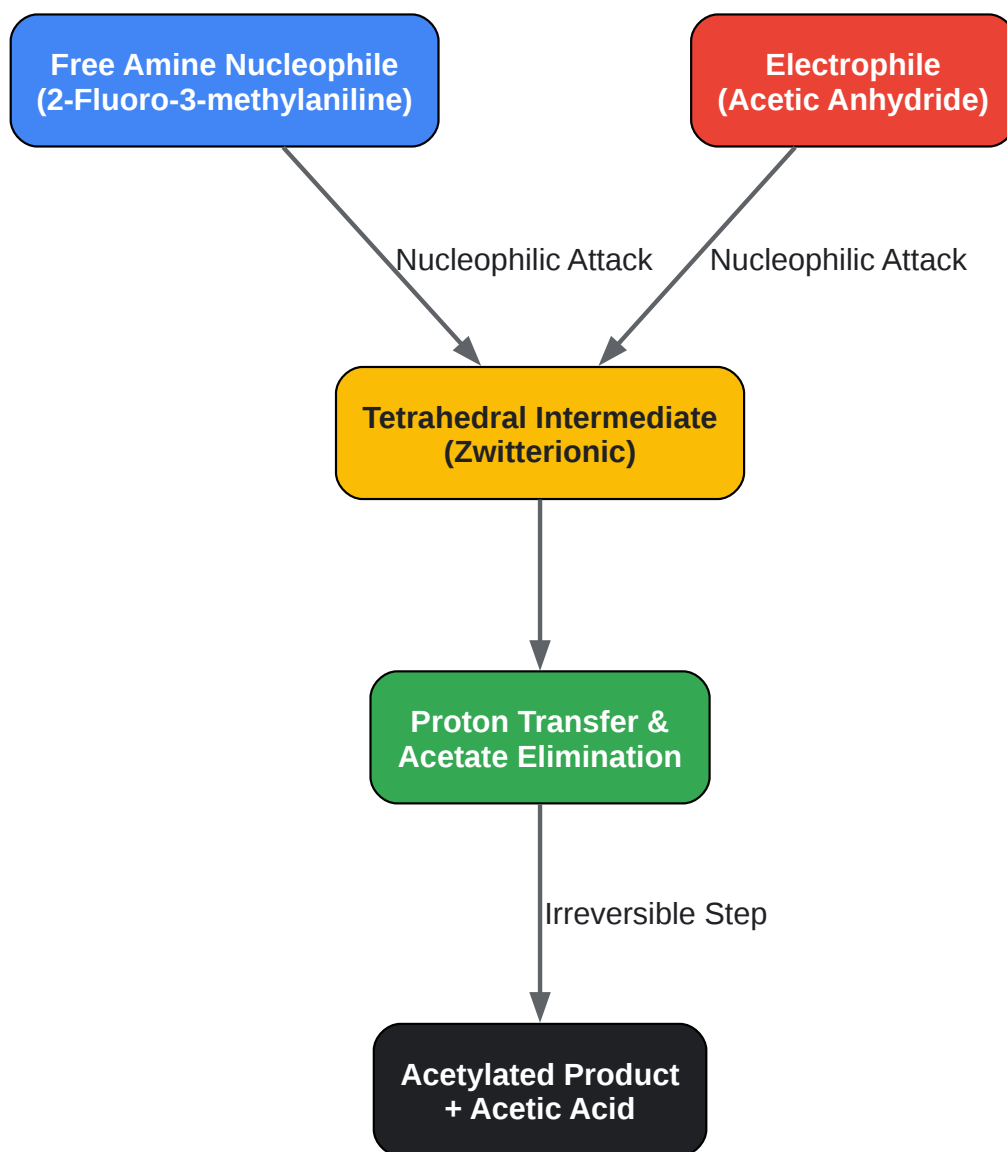 Free Amine Nucleophile
(2-Fluoro-3-methylaniline)
Electrophile
(Acetic Anhydride)
Nucleophilic Attack
Nucleophilic Attack
Tetrahedral Intermediate
(Zwitterionic)
Proton Transfer &
Acetate Elimination
Irreversible Step
Acetylated Product
+ Acetic Acid